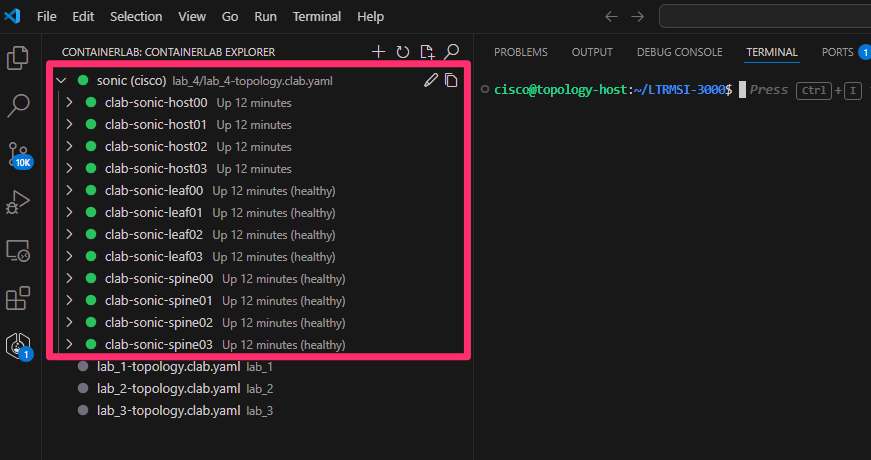 File Edit Selection View Go Run Terminal Help
CONTAINERLAB: CONTAINERLAB EXPLORER
sonic (cisco) lab_4/lab_4-topology.clab.yaml
clab-sonic-host00 Up 12 minutes
clab-sonic-host01 Up 12 minutes
clab-sonic-host02 Up 12 minutes
clab-sonic-host03 Up 12 minutes
clab-sonic-leaf00 Up 12 minutes (healthy)
clab-sonic-leaf01 Up 12 minutes (healthy)
clab-sonic-leaf02 Up 12 minutes (healthy)
clab-sonic-leaf03 Up 12 minutes (healthy)
clab-sonic-spine00 Up 12 minutes (healthy)
clab-sonic-spine01 Up 12 minutes (healthy)
clab-sonic-spine02 Up 12 minutes (healthy)
clab-sonic-spine03 Up 12 minutes (healthy)
lab_1-topology.clab.yaml lab_1
lab_2-topology.clab.yaml lab_2
lab_3-topology.clab.yaml lab_3
10K
1
PROBLEMS OUTPUT DEBUG CONSOLE TERMINAL PORTS 1
cisco@topology-host:~/LTRMSI-3000$ Press Ctrl+I